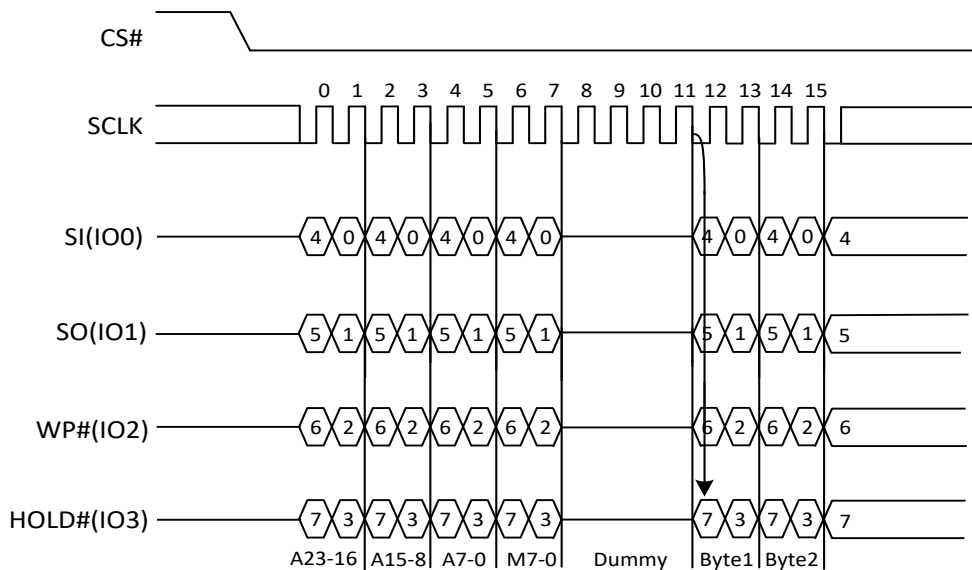 CS#
0 1 2 3 4 5 6 7 8 9 10 11 12 13 14 15
SCLK
SI(IO0) 4 0 4 0 4 0 4 0 4 0 4 0 4
SO(IO1) 5 1 5 1 5 1 5 1 5 1 5 1 5
WP#(IO2) 6 2 6 2 6 2 6 2 6 2 6 2 6
HOLD#(IO3) 7 3 7 3 7 3 7 3 7 3 7 3 7
A23-16 A15-8 A7-0 M7-0 Dummy Byte1 Byte2